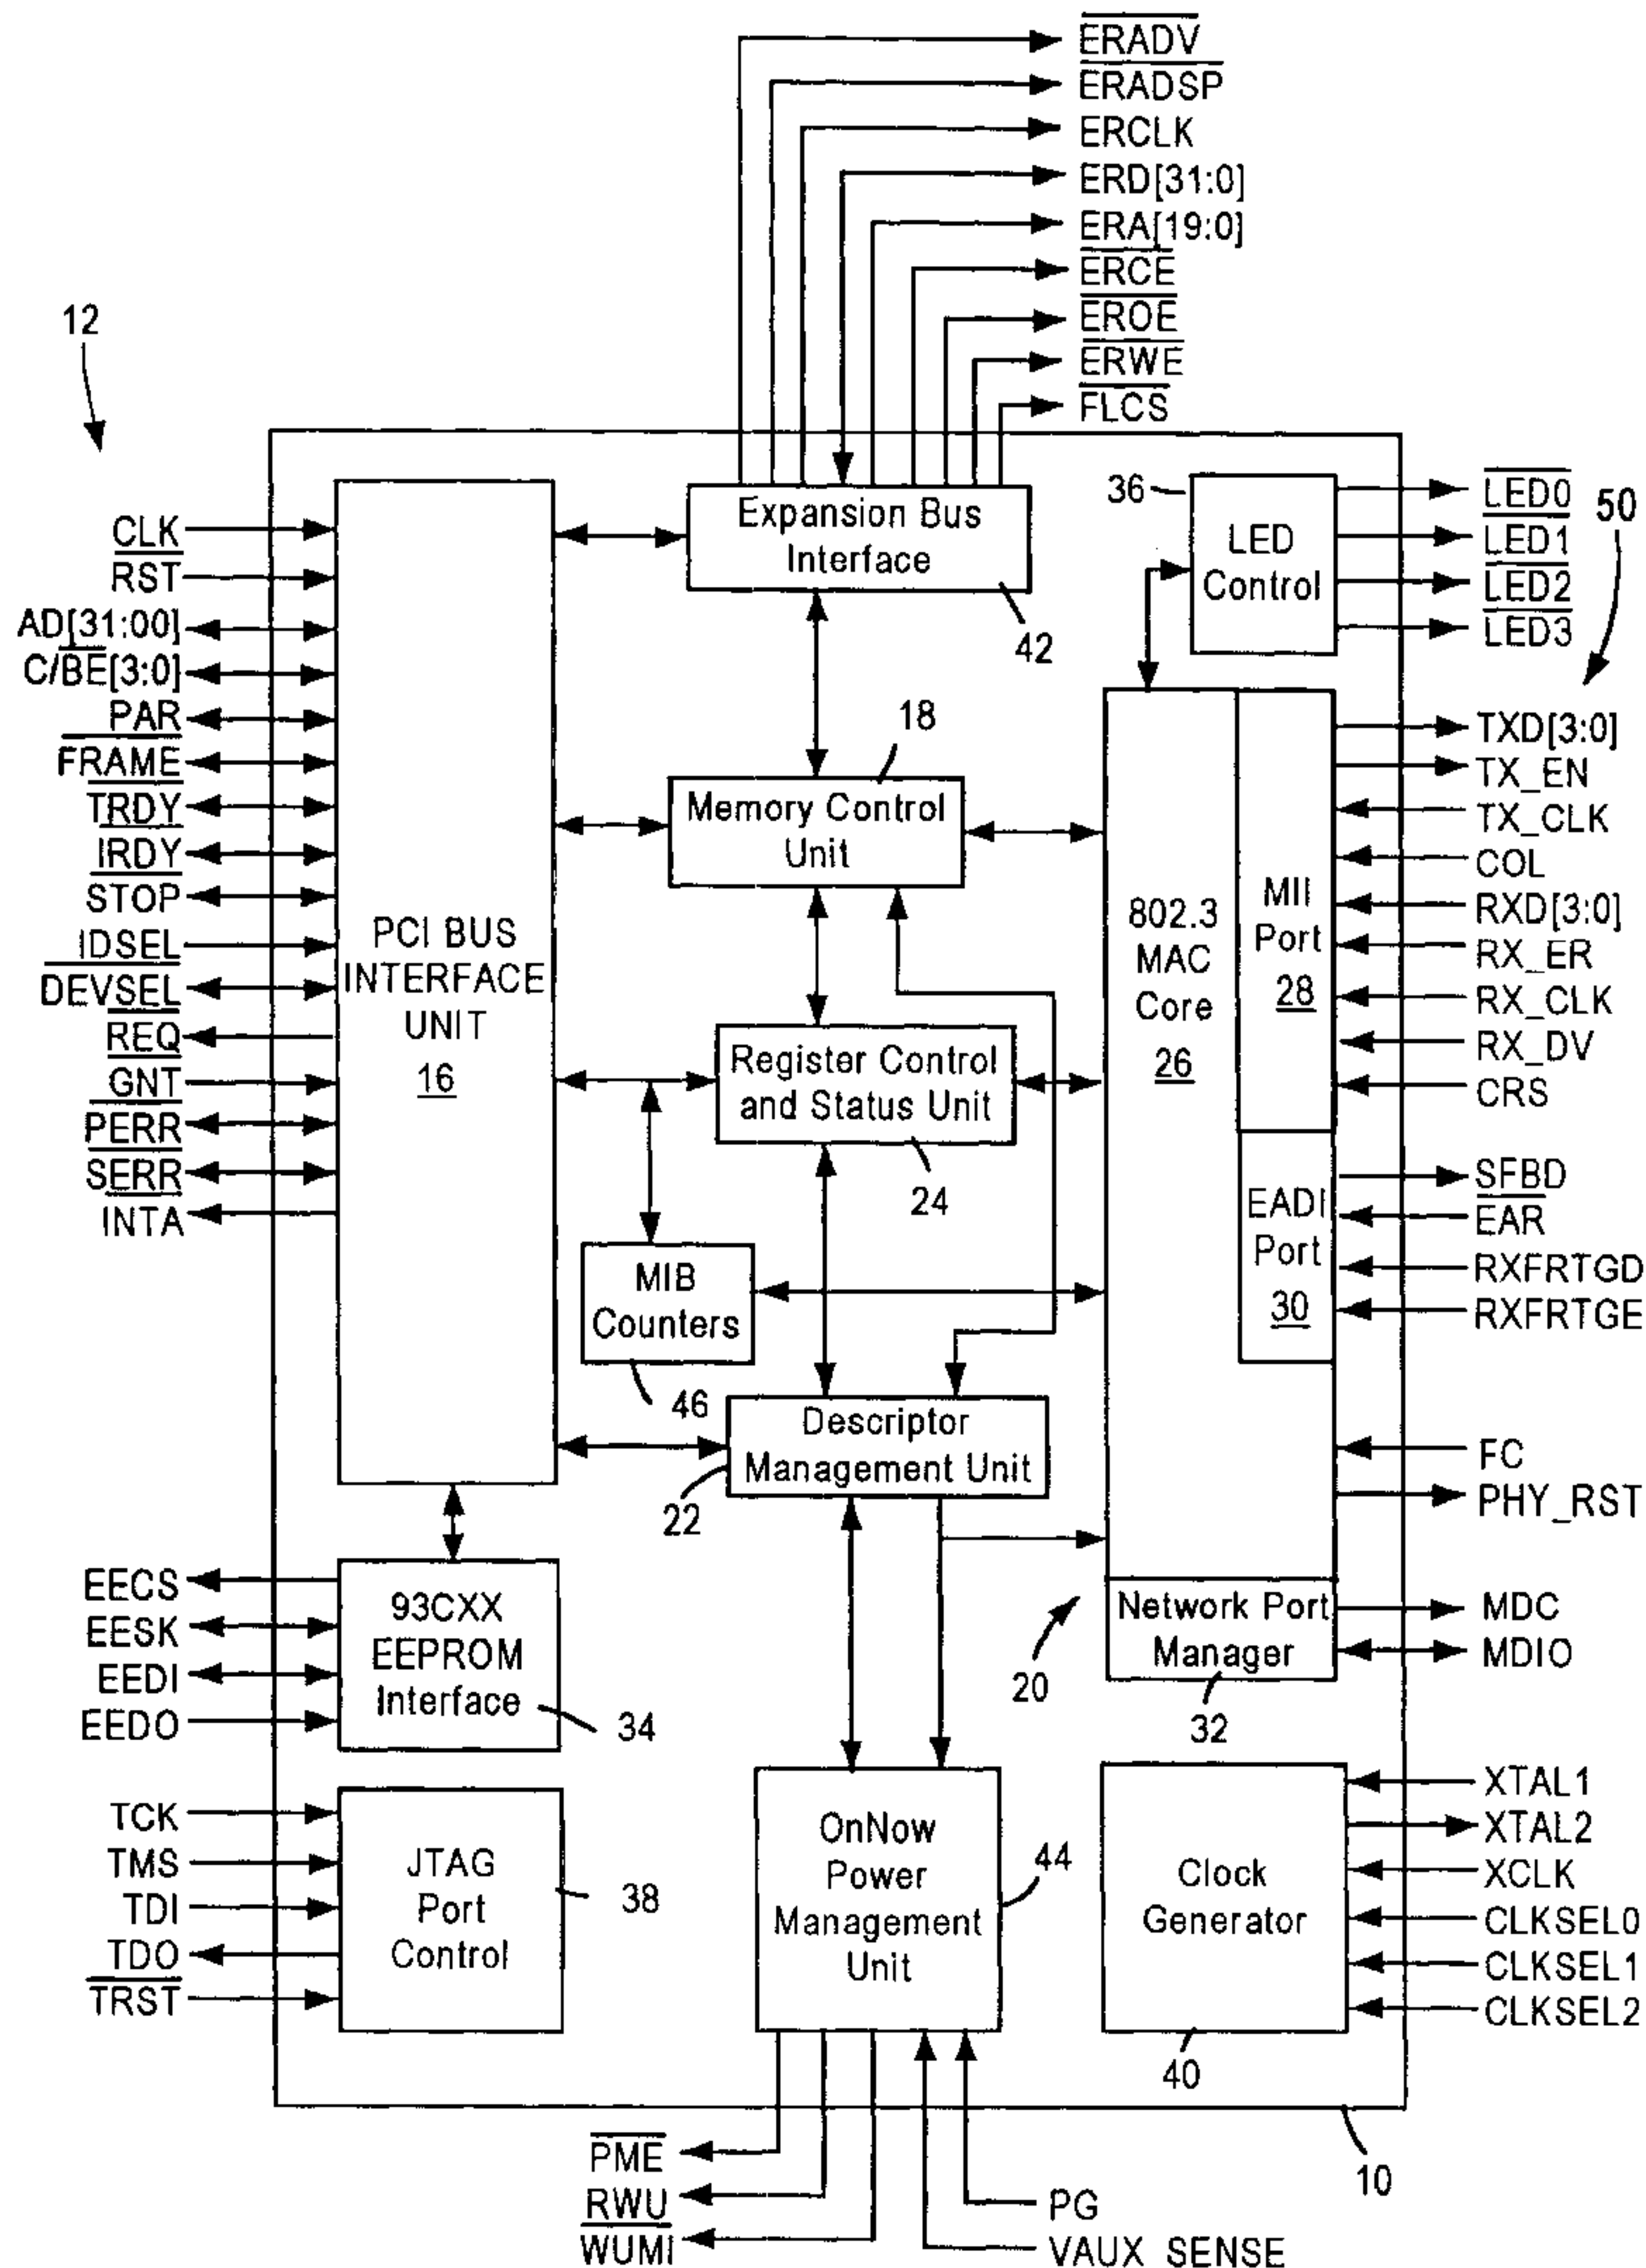 ERADV
ERADSP
ERCLK
ERD[31:0]
ERA[19:0]
ERCE
EROE
ERWE
FLCS
12
CLK
RST
AD[31:00]
C/BE[3:0]
PAR
FRAME
TRDY
IRDY
STOP
IDSEL
DEVSEL
REQ
GNT
PERR
SERR
INTA
PCI BUS
INTERFACE
UNIT
16
Expansion Bus
Interface
42
36
LED
Control
LED0
LED1
LED2
LED3
50
18
Memory Control
Unit
802.3
MAC
Core
26
MII
Port
28
TXD[3:0]
TX_EN
TX_CLK
COL
RXD[3:0]
RX_ER
RX_CLK
RX_DV
CRS
Register Control
and Status Unit
24
EADI
Port
30
SFBD
EAR
RXFRTGD
RXFRTGE
MIB
Counters
46
Descriptor
Management Unit
22
FC
PHY_RST
EECS
EESK
EEDI
EEDO
93CXX
EEPROM
Interface
34
20
Network Port
Manager
32
MDC
MDIO
TCK
TMS
TDI
TDO
TRST
JTAG
Port
Control
38
OnNow
Power
Management
Unit
44
Clock
Generator
40
XTAL1
XTAL2
XCLK
CLKSEL0
CLKSEL1
CLKSEL2
10
PME
RWU
WUMI
PG
VAUX_SENSE